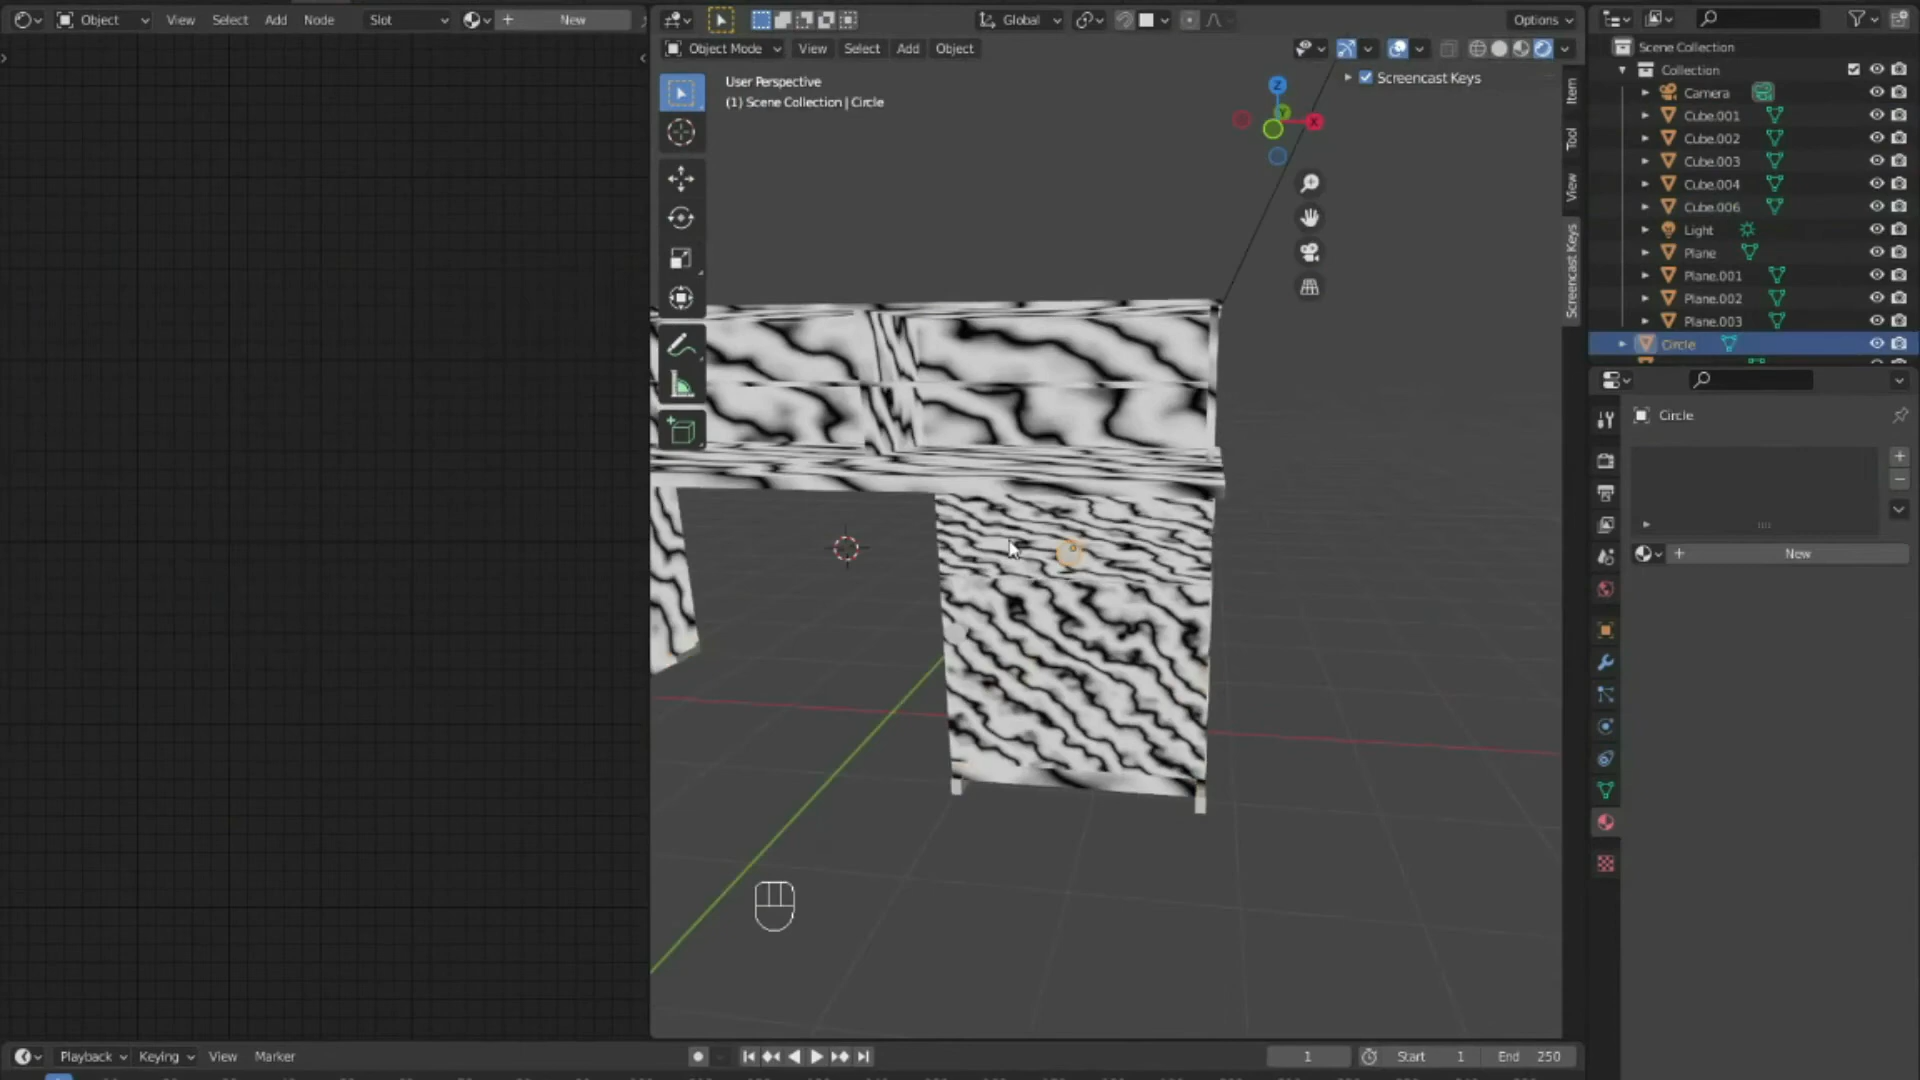 Object View Select Add Node Slot New
Global Options
Object Mode View Select Add Object
User Perspective
(1) Scene Collection | Circle
Screencast Keys
Z
Y
X
Item
Tool
View
Screencast Keys
Scene Collection
Collection
Camera
Cube.001
Cube.002
Cube.003
Cube.004
Cube.006
Light
Plane
Plane.001
Plane.002
Plane.003
Circle
Circle
New
Playback Keying View Marker
1 Start 1 End 250